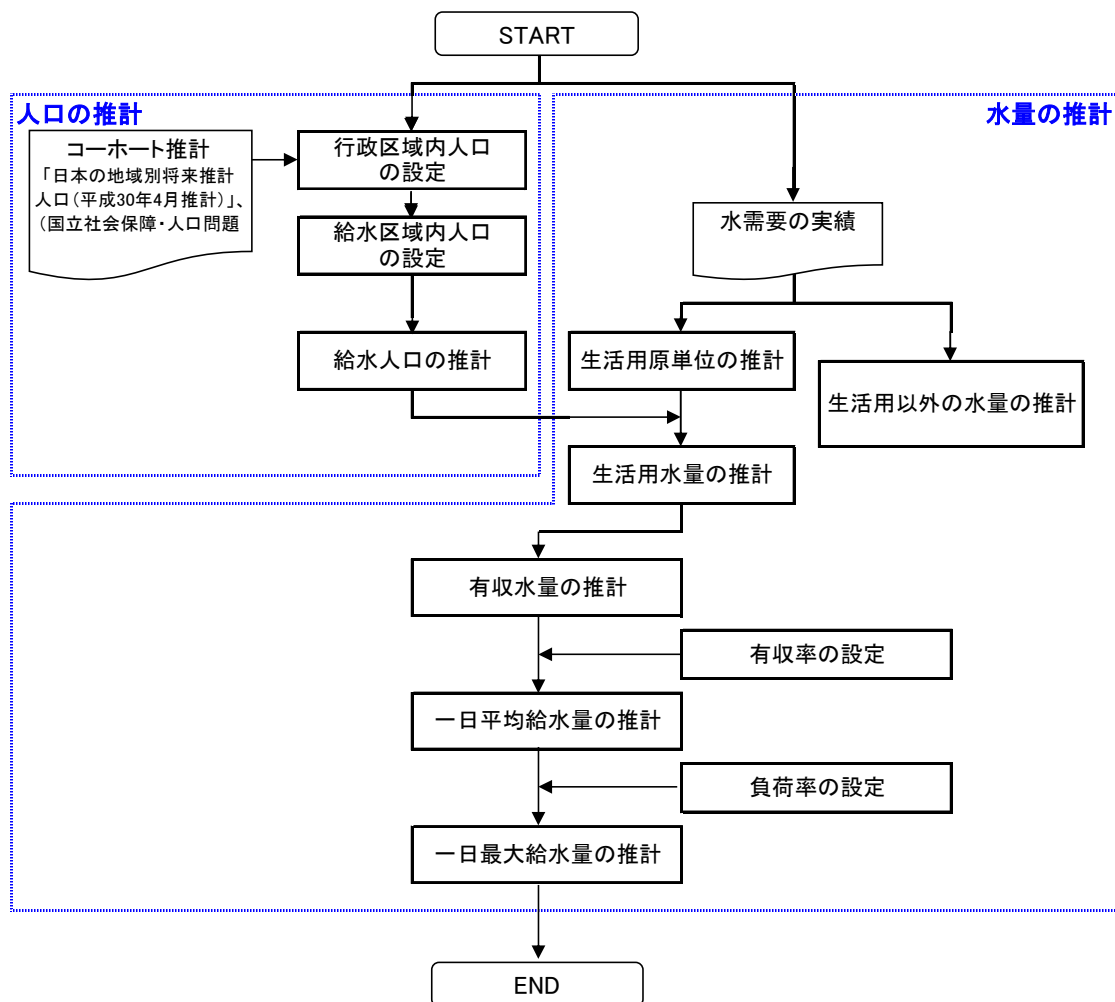 START
人口の推計
水量の推計
コーホート推計
「日本の地域別将来推計
人口(平成30年4月推計)」、
(国立社会保障・人口問題
行政区域内人口
の設定
給水区域内人口
の設定
水需要の実績
給水人口の推計
生活用原単位の推計
生活用以外の水量の推計
生活用水量の推計
有収水量の推計
有収率の設定
一日平均給水量の推計
負荷率の設定
一日最大給水量の推計
END